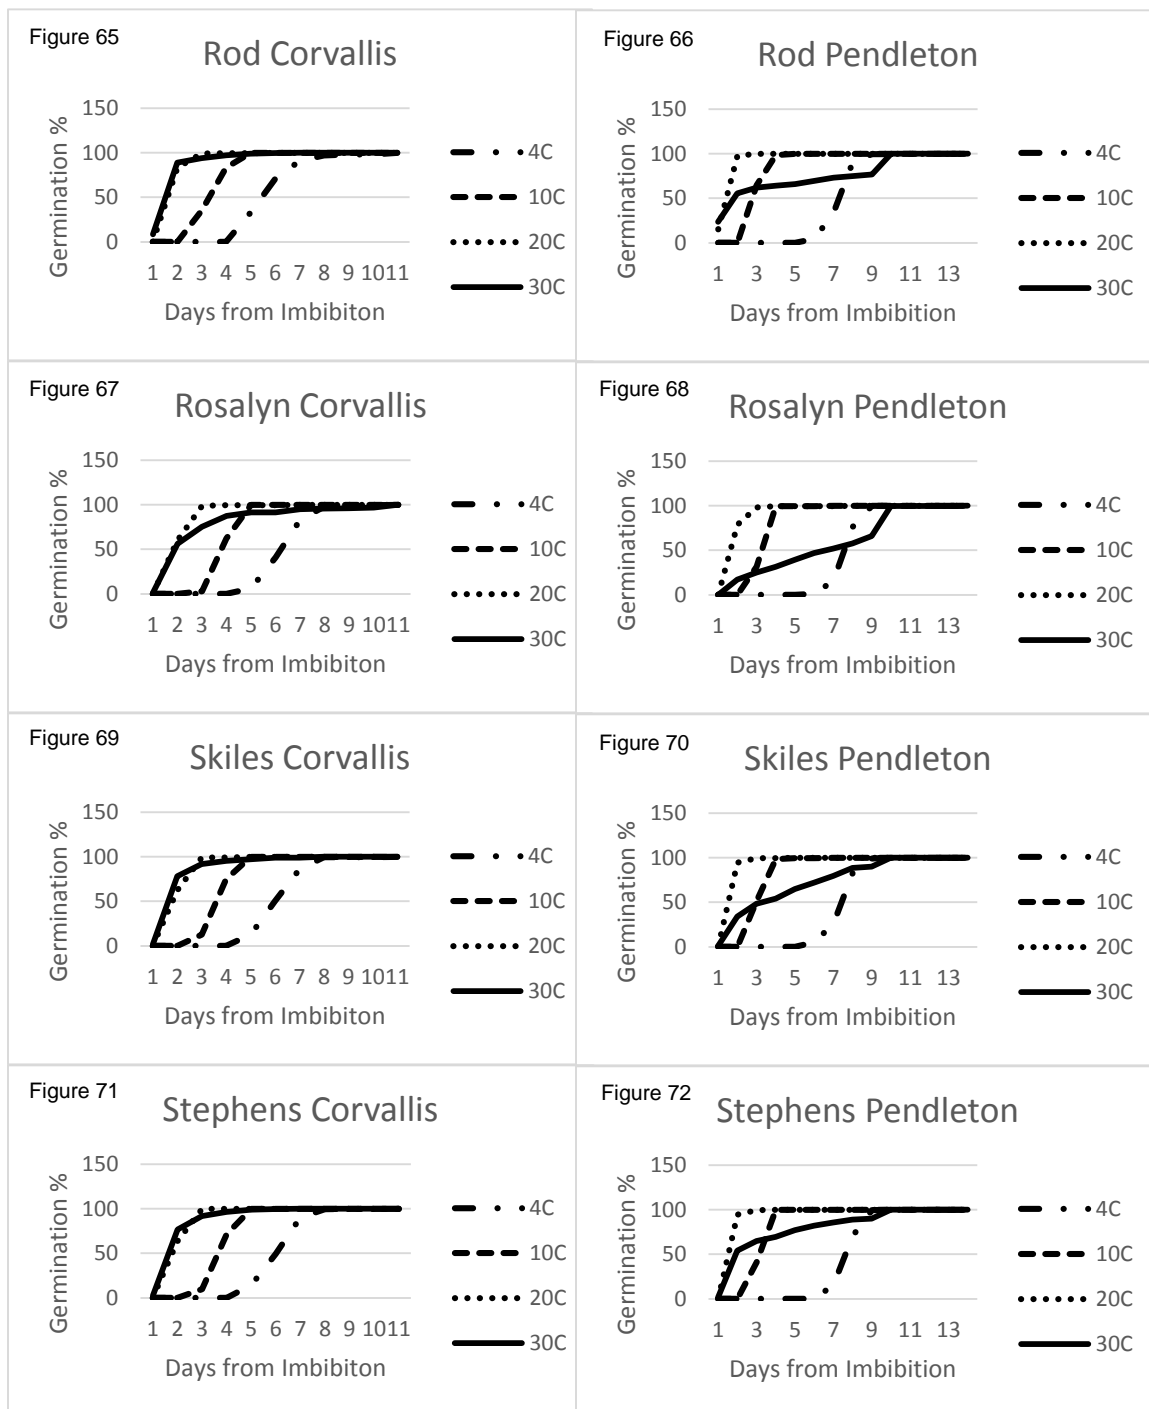 Figure 65
Rod Corvallis
Germination %
150
100
50
0
1 2 3 4 5 6 7 8 9 10 11
Days from Imbibiton
4C
10C
20C
30C
Figure 66
Rod Pendleton
Germination %
150
100
50
0
1 3 5 7 9 11 13
Days from Imbibition
4C
10C
20C
30C
Figure 67
Rosalyn Corvallis
Germination %
150
100
50
0
1 2 3 4 5 6 7 8 9 10 11
Days from Imbibiton
4C
10C
20C
30C
Figure 68
Rosalyn Pendleton
Germination %
150
100
50
0
1 3 5 7 9 11 13
Days from Imbibition
4C
10C
20C
30C
Figure 69
Skiles Corvallis
Germination %
150
100
50
0
1 2 3 4 5 6 7 8 9 10 11
Days from Imbibiton
4C
10C
20C
30C
Figure 70
Skiles Pendleton
Germination %
150
100
50
0
1 3 5 7 9 11 13
Days from Imbibition
4C
10C
20C
30C
Figure 71
Stephens Corvallis
Germination %
150
100
50
0
1 2 3 4 5 6 7 8 9 10 11
Days from Imbibiton
4C
10C
20C
30C
Figure 72
Stephens Pendleton
Germination %
150
100
50
0
1 3 5 7 9 11 13
Days from Imbibition
4C
10C
20C
30C